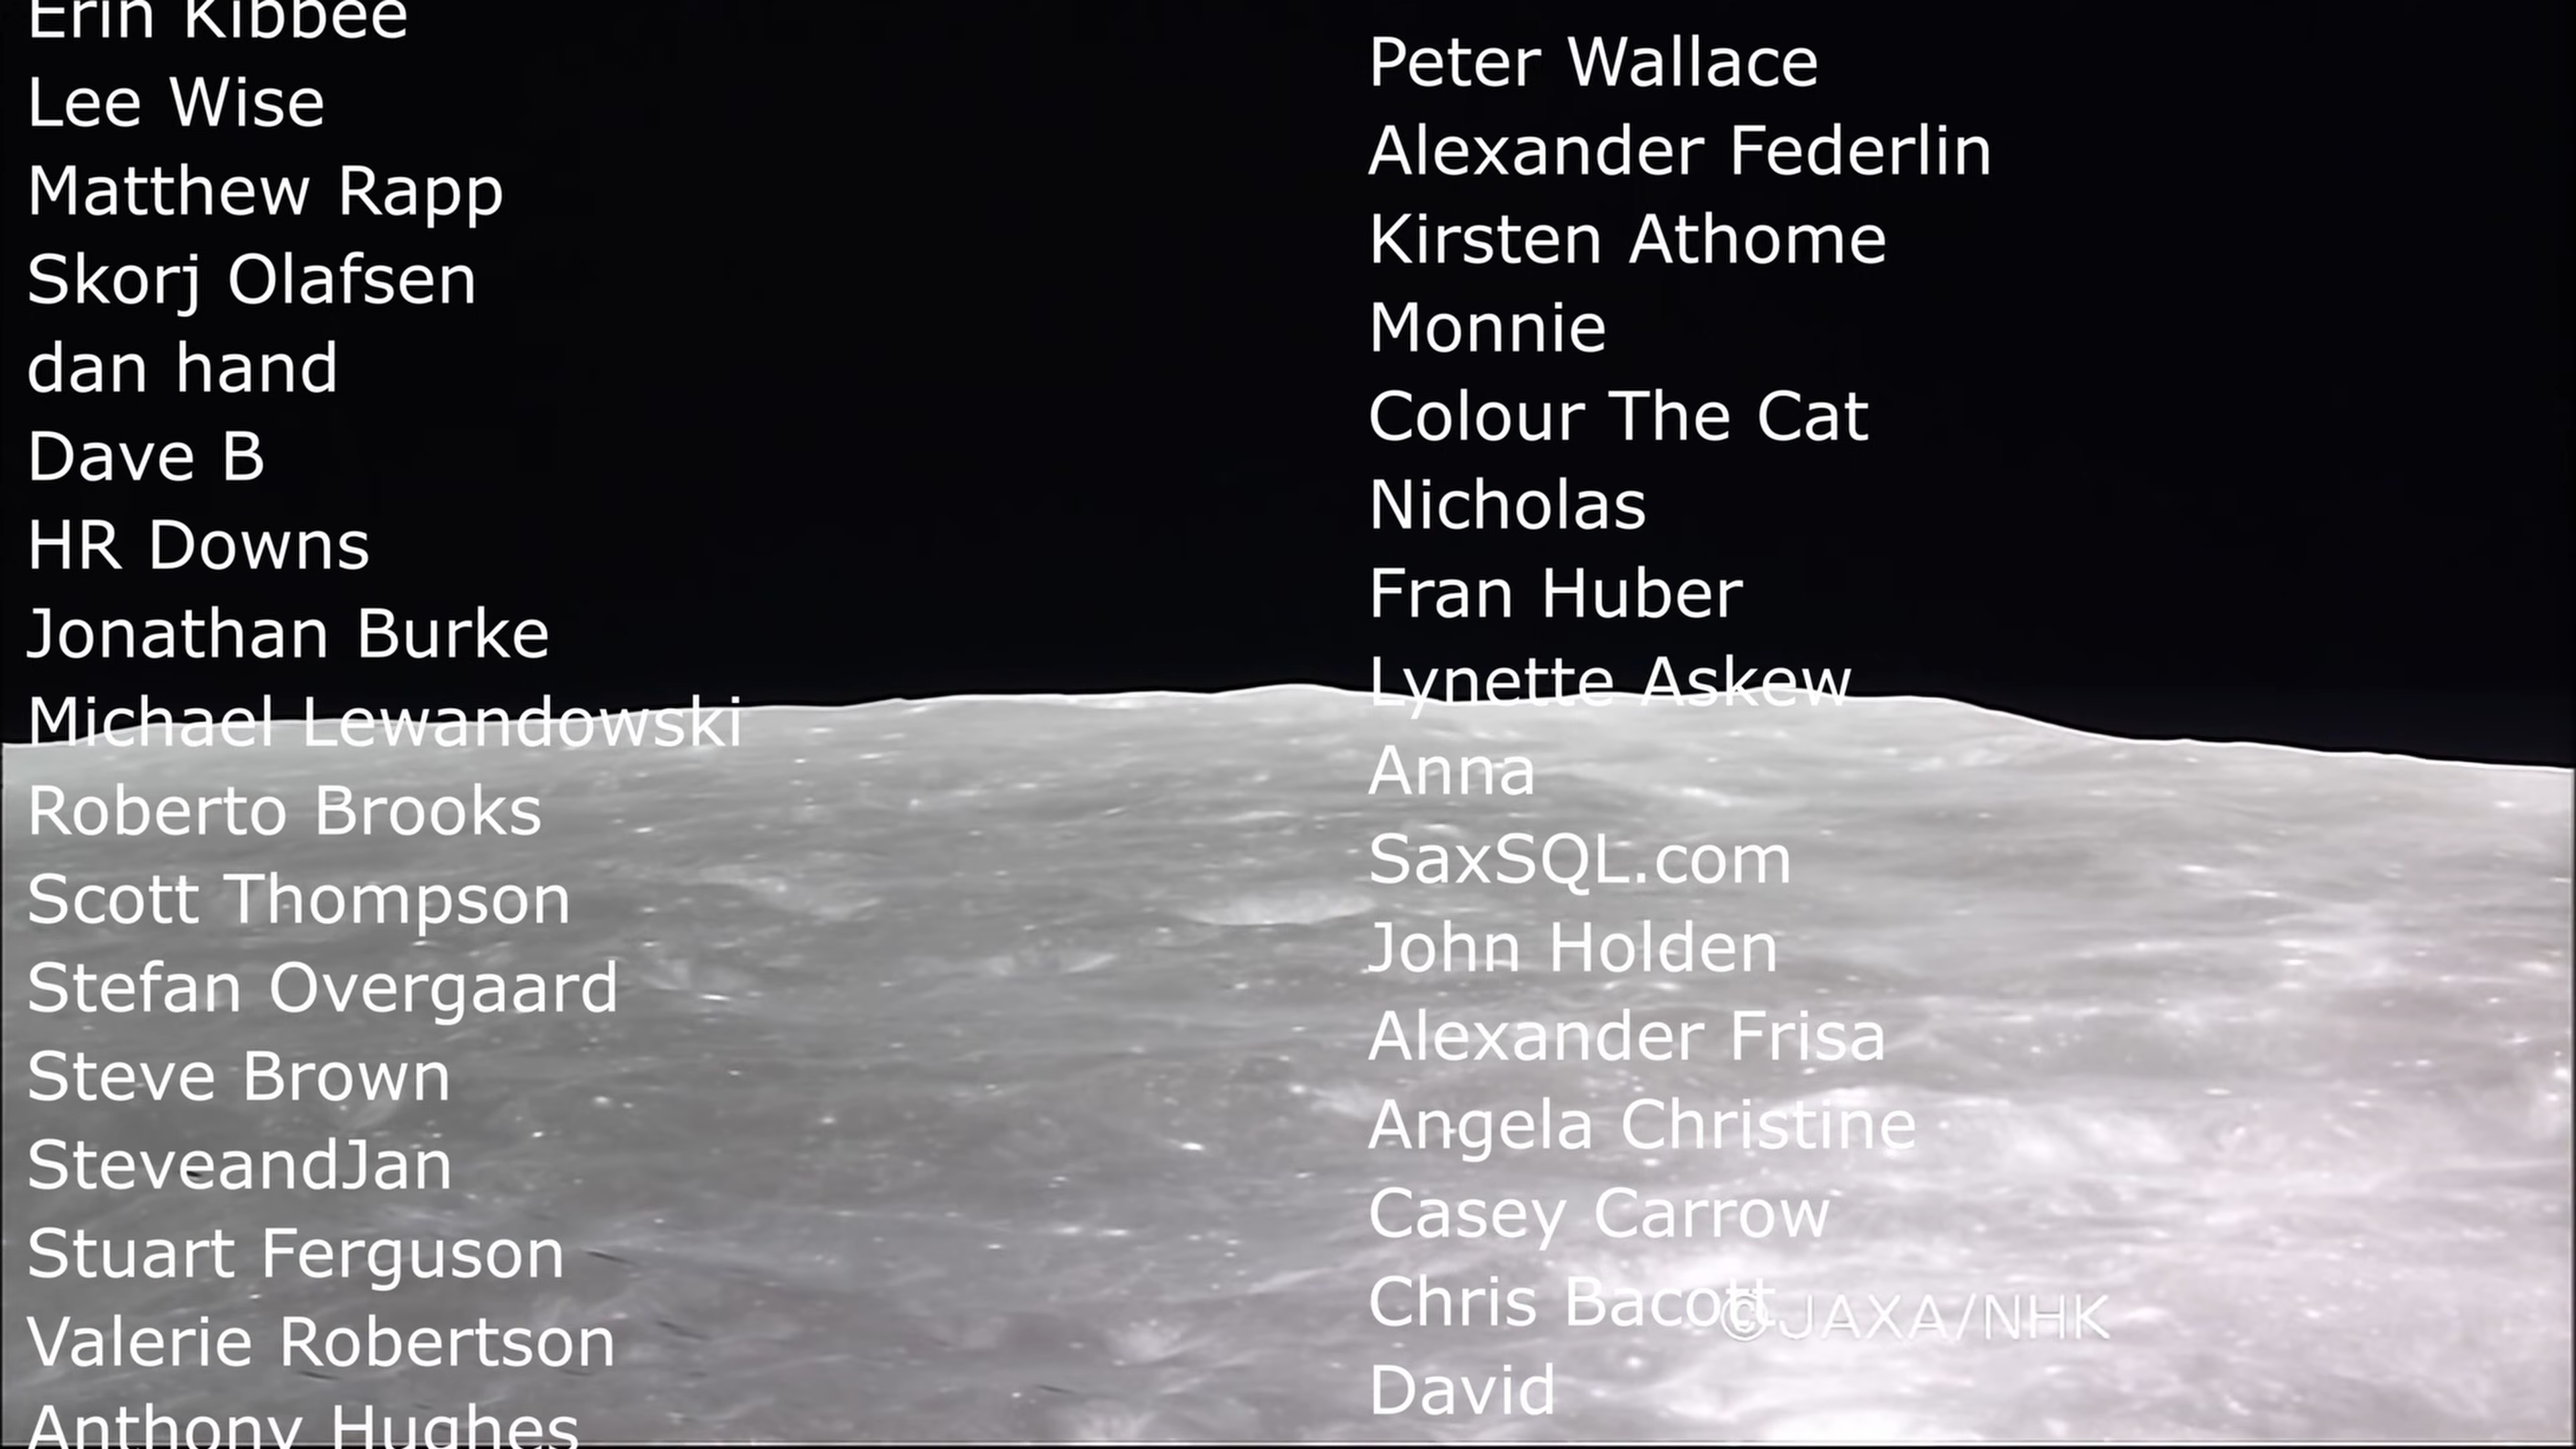 Erin Kibbee
Lee Wise
Matthew Rapp
Skorj Olafsen
dan hand
Dave B
HR Downs
Jonathan Burke
Michael Lewandowski
Roberto Brooks
Scott Thompson
Stefan Overgaard
Steve Brown
SteveandJan
Stuart Ferguson
Valerie Robertson
Anthony Hughes
Peter Wallace
Alexander Federlin
Kirsten Athome
Monnie
Colour The Cat
Nicholas
Fran Huber
Lynette Askew
Anna
SaxSQL.com
John Holden
Alexander Frisa
Angela Christine
Casey Carrow
Chris Bacott
©JAXA/NHK
David